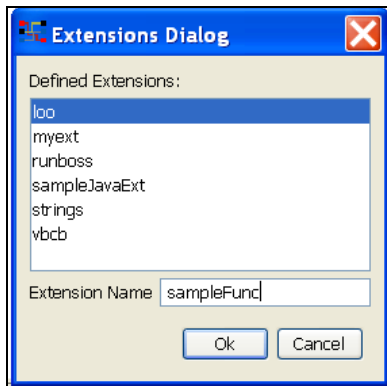 Extensions Dialog
Defined Extensions:
loo
myext
runboss
sampleJavaExt
strings
vbcb
Extension Name sampleFunc
Ok Cancel